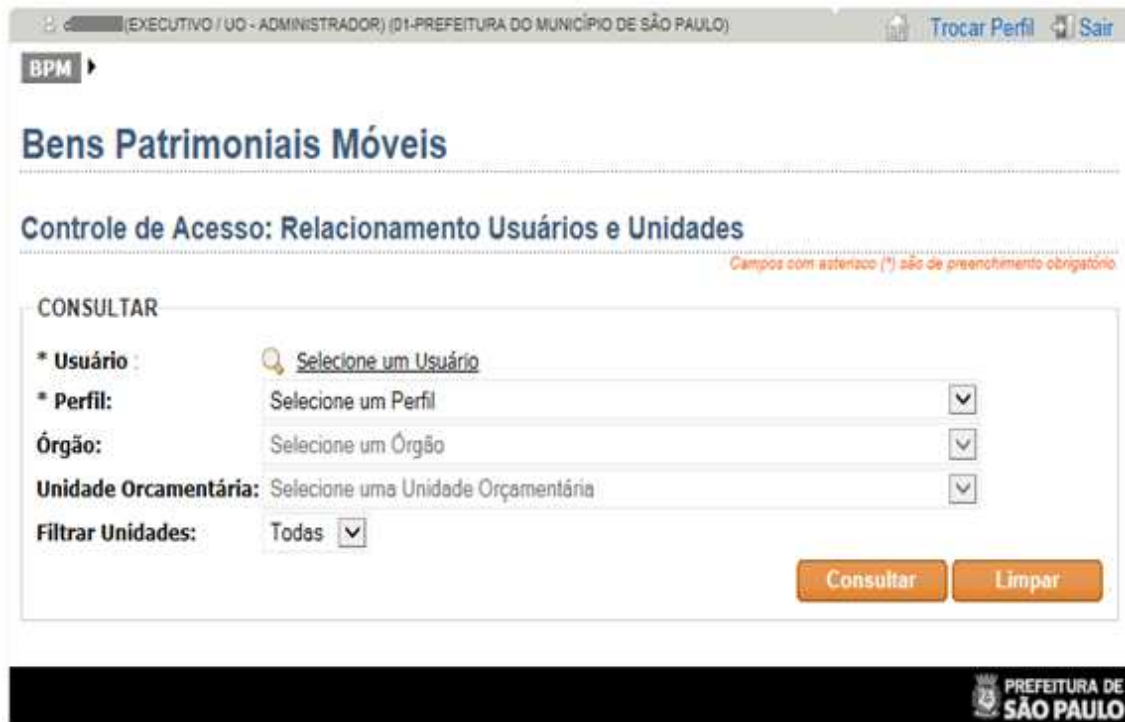 (EXECUTIVO / UO - ADMINISTRADOR) (01-PREFEITURA DO MUNICÍPIO DE SÃO PAULO) Trocar Perfil Sair
BPM
Bens Patrimoniais Móveis
Controle de Acesso: Relacionamento Usuários e Unidades
Campos com asterisco (*) são de preenchimento obrigatório.
CONSULTAR
* Usuário : Selecione um Usuário
* Perfil: Selecione um Perfil
Órgão: Selecione um Órgão
Unidade Orcamentária: Selecione uma Unidade Orçamentária
Filtrar Unidades: Todas
Consultar Limpar
PREFEITURA DE
SÃO PAULO